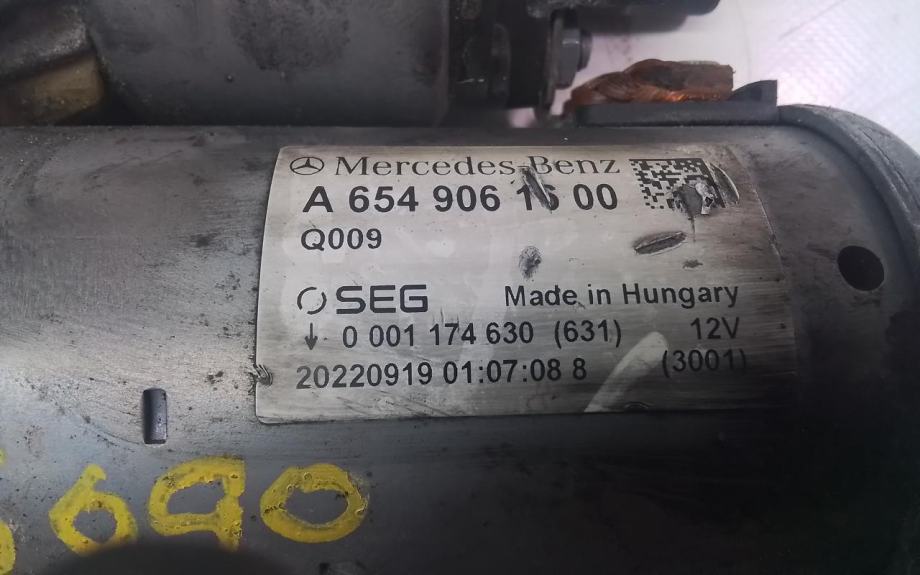 Mercedes-Benz
A 654 906 16 00
Q009
SEG Made in Hungary
0 001 174 630 (631) 12V
20220919 01:07:08 8 (3001)
690